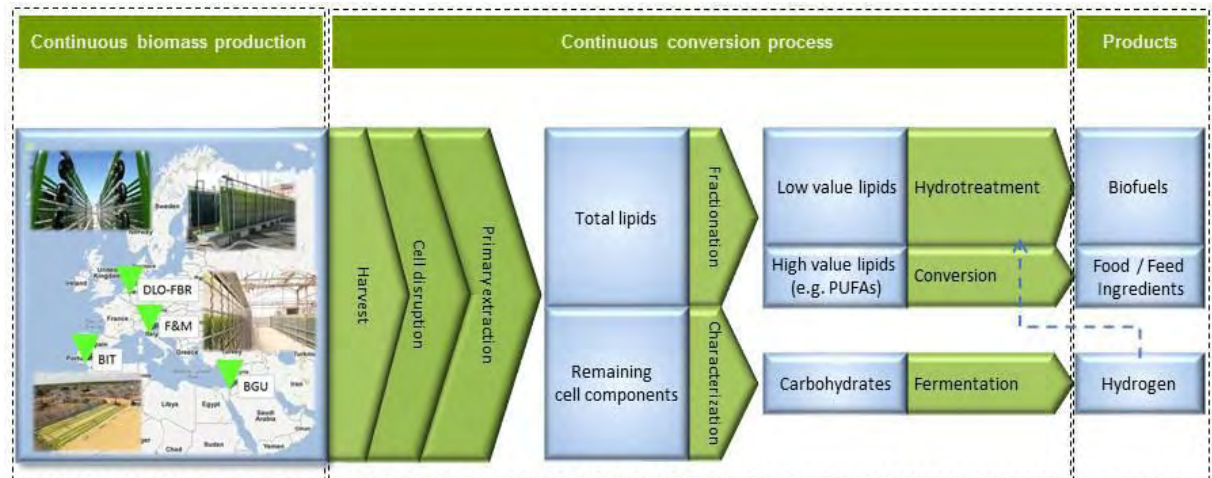 Continuous biomass production
Continuous conversion process
Products
Sweden
Norway
United
Kingdom
Ireland
DLO-FBR
France
F&M
Italy
BIT
Greece
Turkey
BGU
Libya
Egypt
Saudi
Arabia
Iran
Chad
Sudan
Yemen
Harvest
Cell disruption
Primary extraction
Total lipids
Remaining
cell components
Fractionation
Characterization
Low value lipids
Hydrotreatment
Biofuels
High value lipids
(e.g. PUFAs)
Conversion
Food / Feed
Ingredients
Carbohydrates
Fermentation
Hydrogen